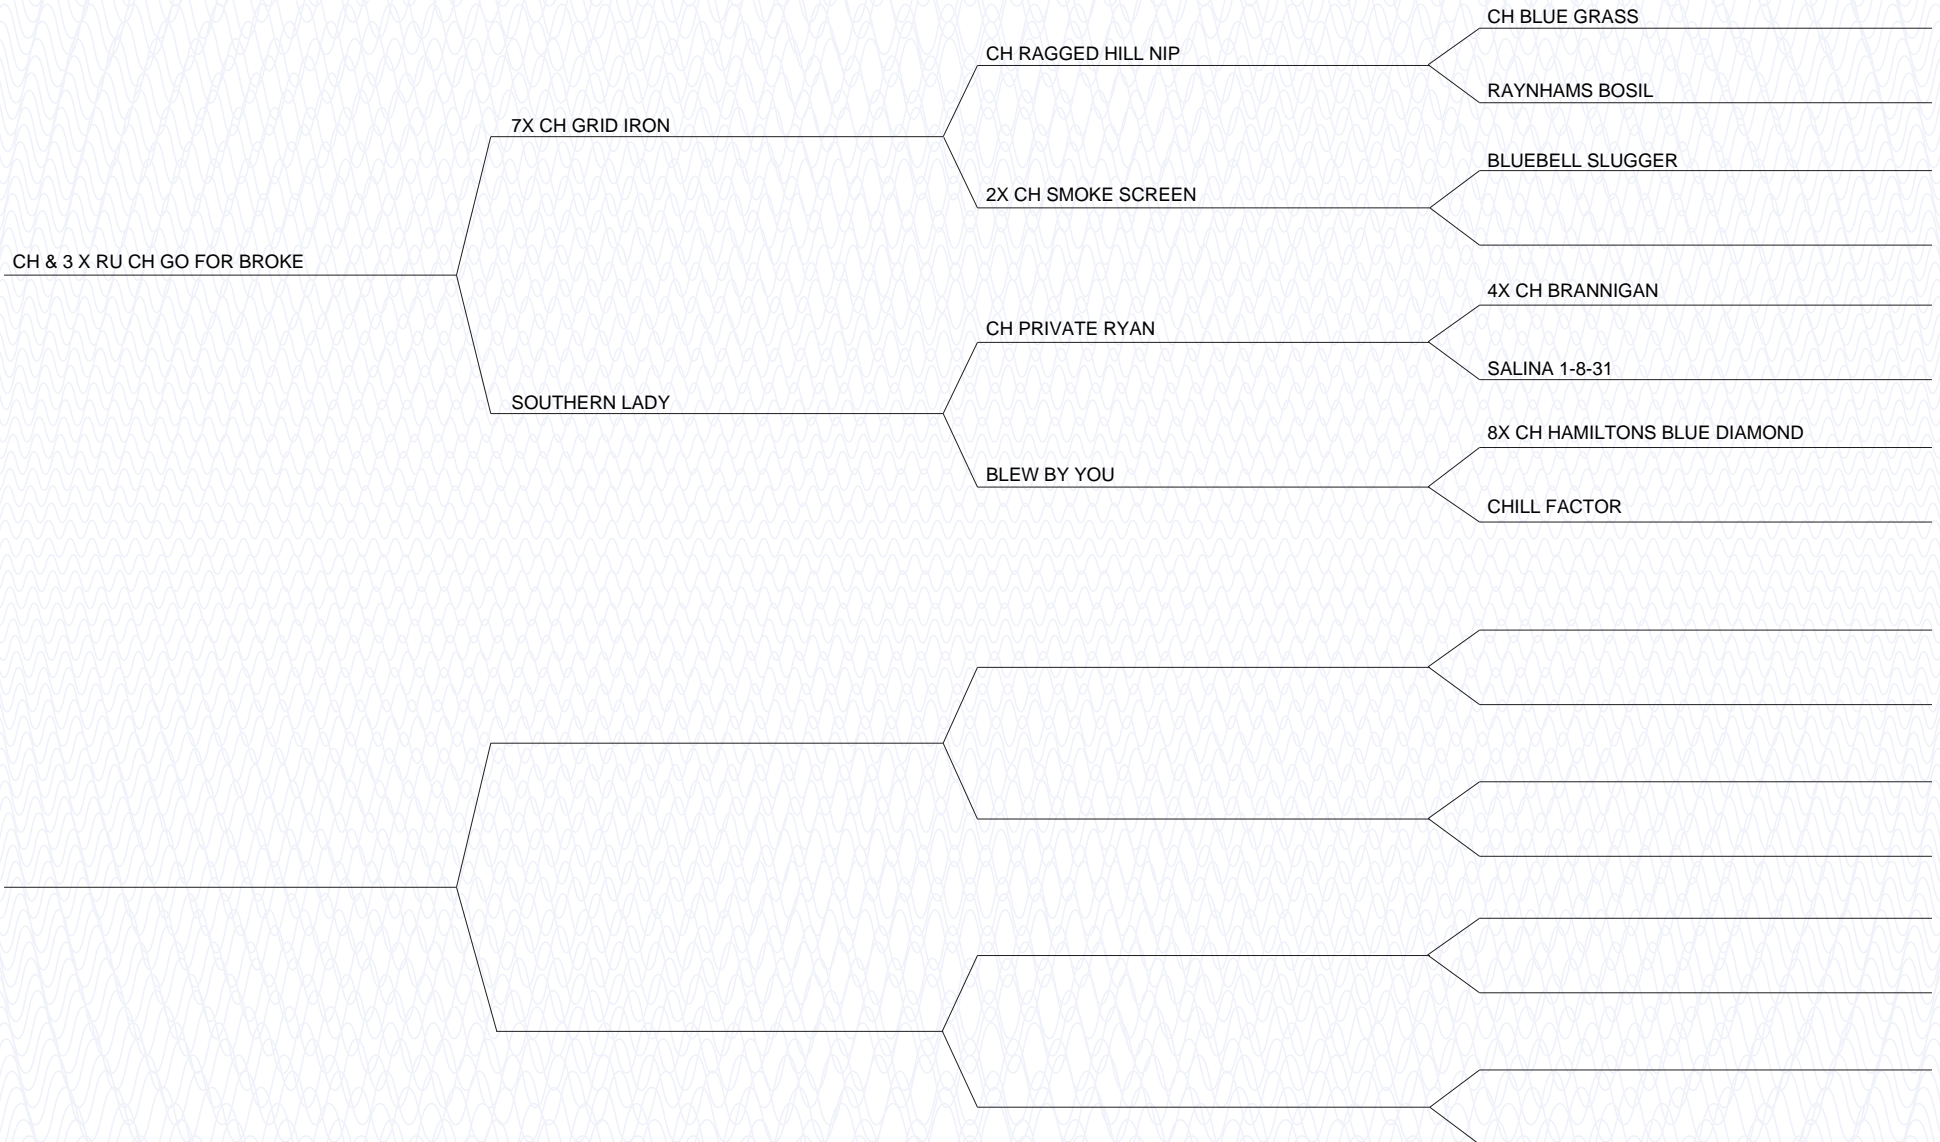 CH BLUE GRASS
CH RAGGED HILL NIP
RAYNHAMS BOSIL
7X CH GRID IRON
BLUEBELL SLUGGER
2X CH SMOKE SCREEN
CH & 3 X RU CH GO FOR BROKE
4X CH BRANNIGAN
CH PRIVATE RYAN
SALINA 1-8-31
SOUTHERN LADY
8X CH HAMILTONS BLUE DIAMOND
BLEW BY YOU
CHILL FACTOR